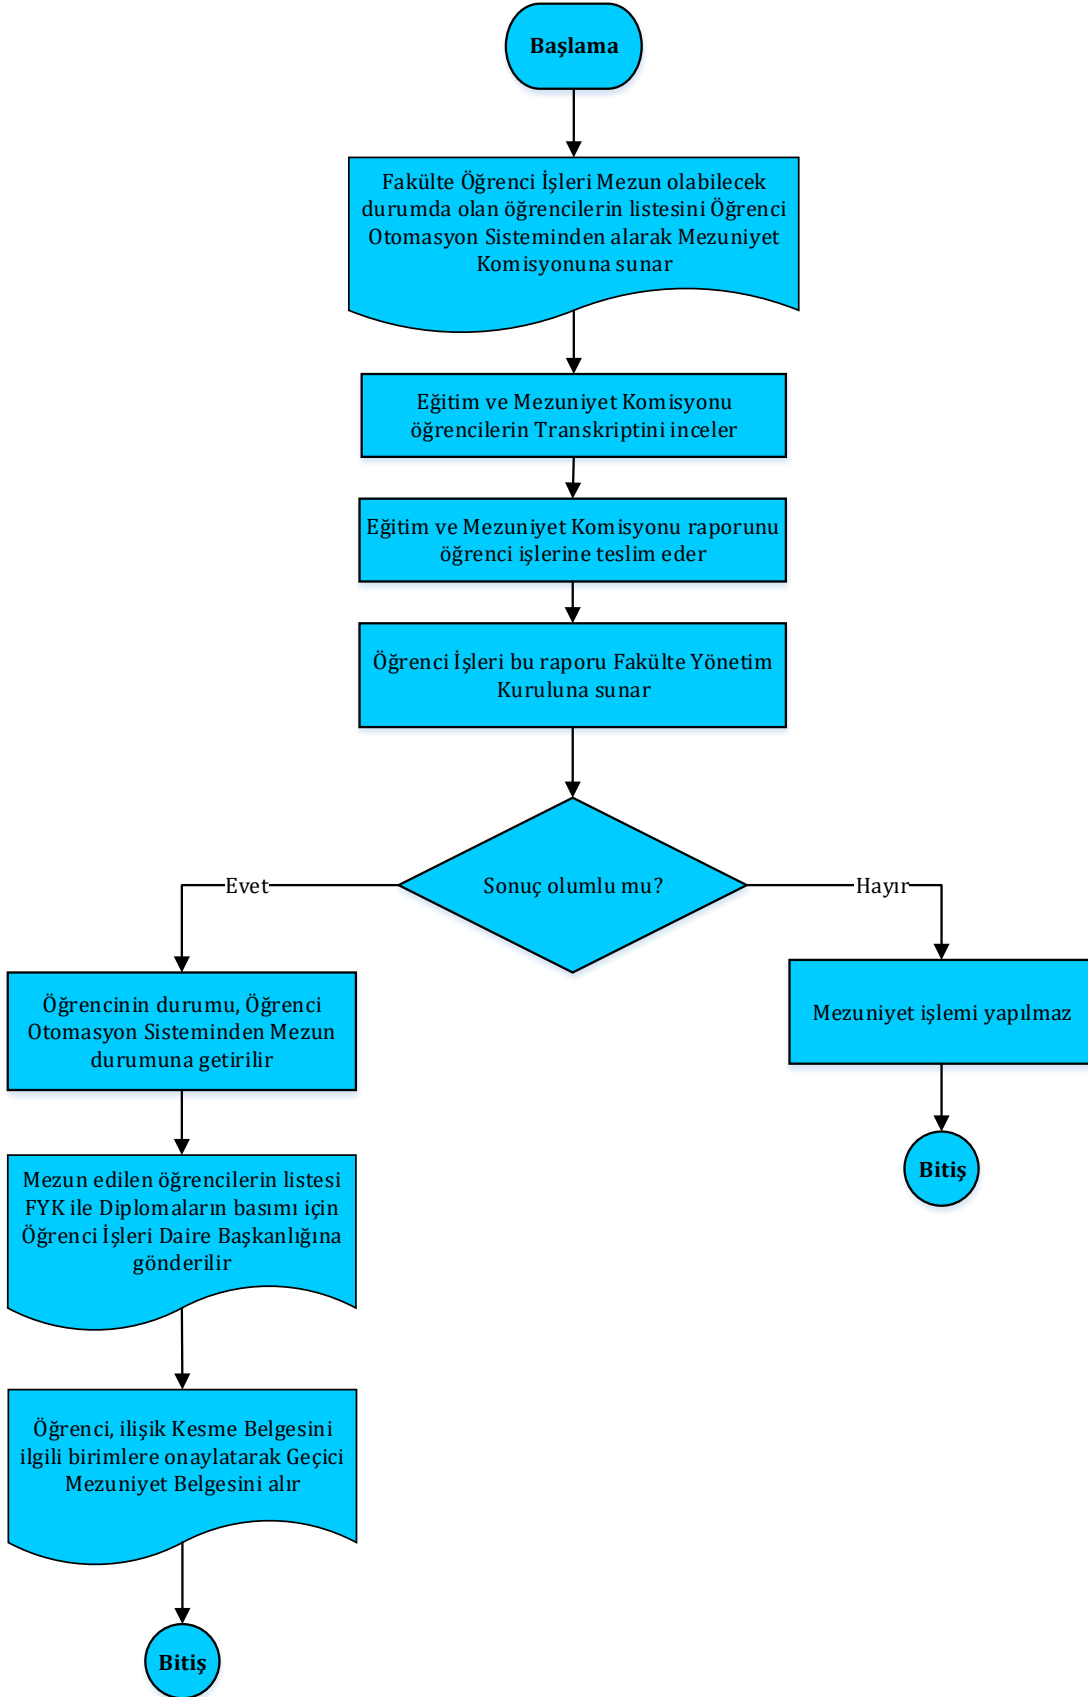 Başlama
Fakülte Öğrenci İşleri Mezun olabilecek
durumda olan öğrencilerin listesini Öğrenci
Otomasyon Sisteminden alarak Mezuniyet
Komisyonuna sunar
Eğitim ve Mezuniyet Komisyonu
öğrencilerin Transkriptini inceler
Eğitim ve Mezuniyet Komisyonu raporunu
öğrenci işlerine teslim eder
Öğrenci İşleri bu raporu Fakülte Yönetim
Kuruluna sunar
Sonuç olumlu mu?
Evet
Hayır
Öğrencinin durumu, Öğrenci
Otomasyon Sisteminden Mezun
durumuna getirilir
Mezuniyet işlemi yapılmaz
Bitiş
Mezun edilen öğrencilerin listesi
FYK ile Diplomaların basımı için
Öğrenci İşleri Daire Başkanlığına
gönderilir
Öğrenci, ilişik Kesme Belgesini
ilgili birimlere onaylatarak Geçici
Mezuniyet Belgesini alır
Bitiş